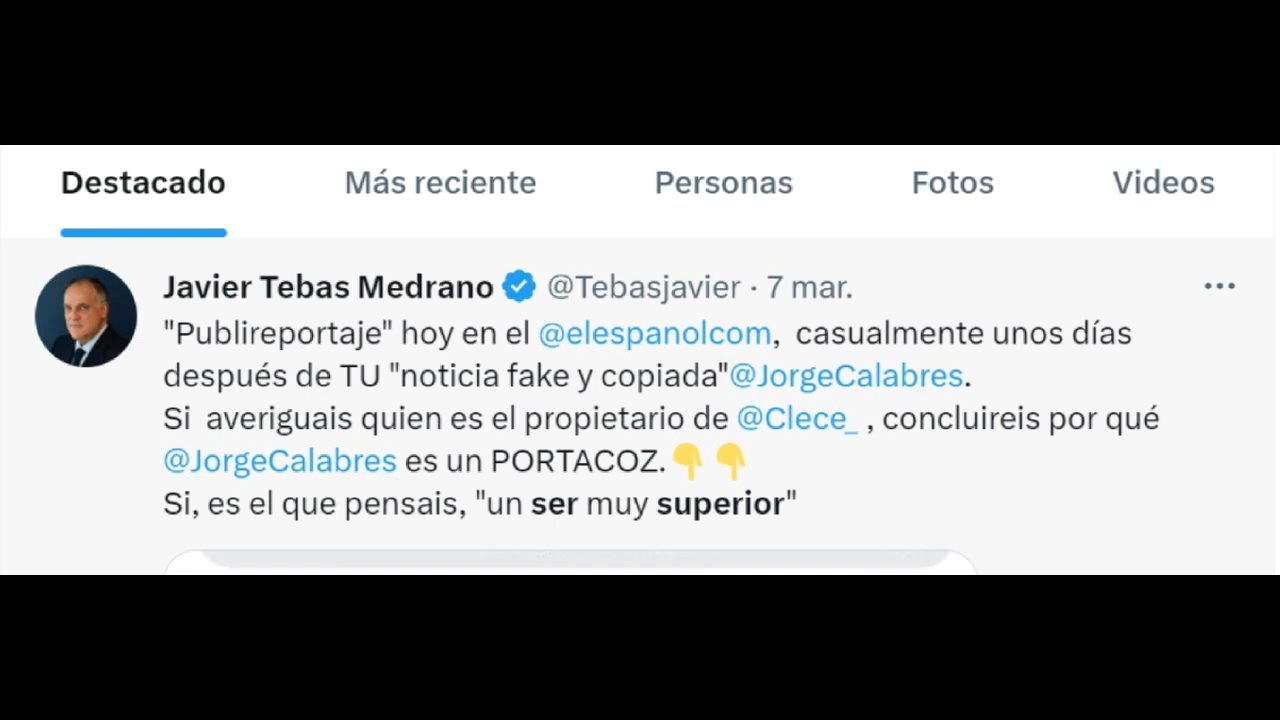 Destacado Más reciente Personas Fotos Videos
Javier Tebas Medrano @Tebasjavier · 7 mar.
"Publireportaje" hoy en el @elespanolcom,  casualmente unos días
después de TU "noticia fake y copiada"@JorgeCalabres.
Si  averiguais quien es el propietario de @Clece_ , concluireis por qué
@JorgeCalabres es un PORTACOZ.👇👇
Si, es el que pensais, "un ser muy superior"